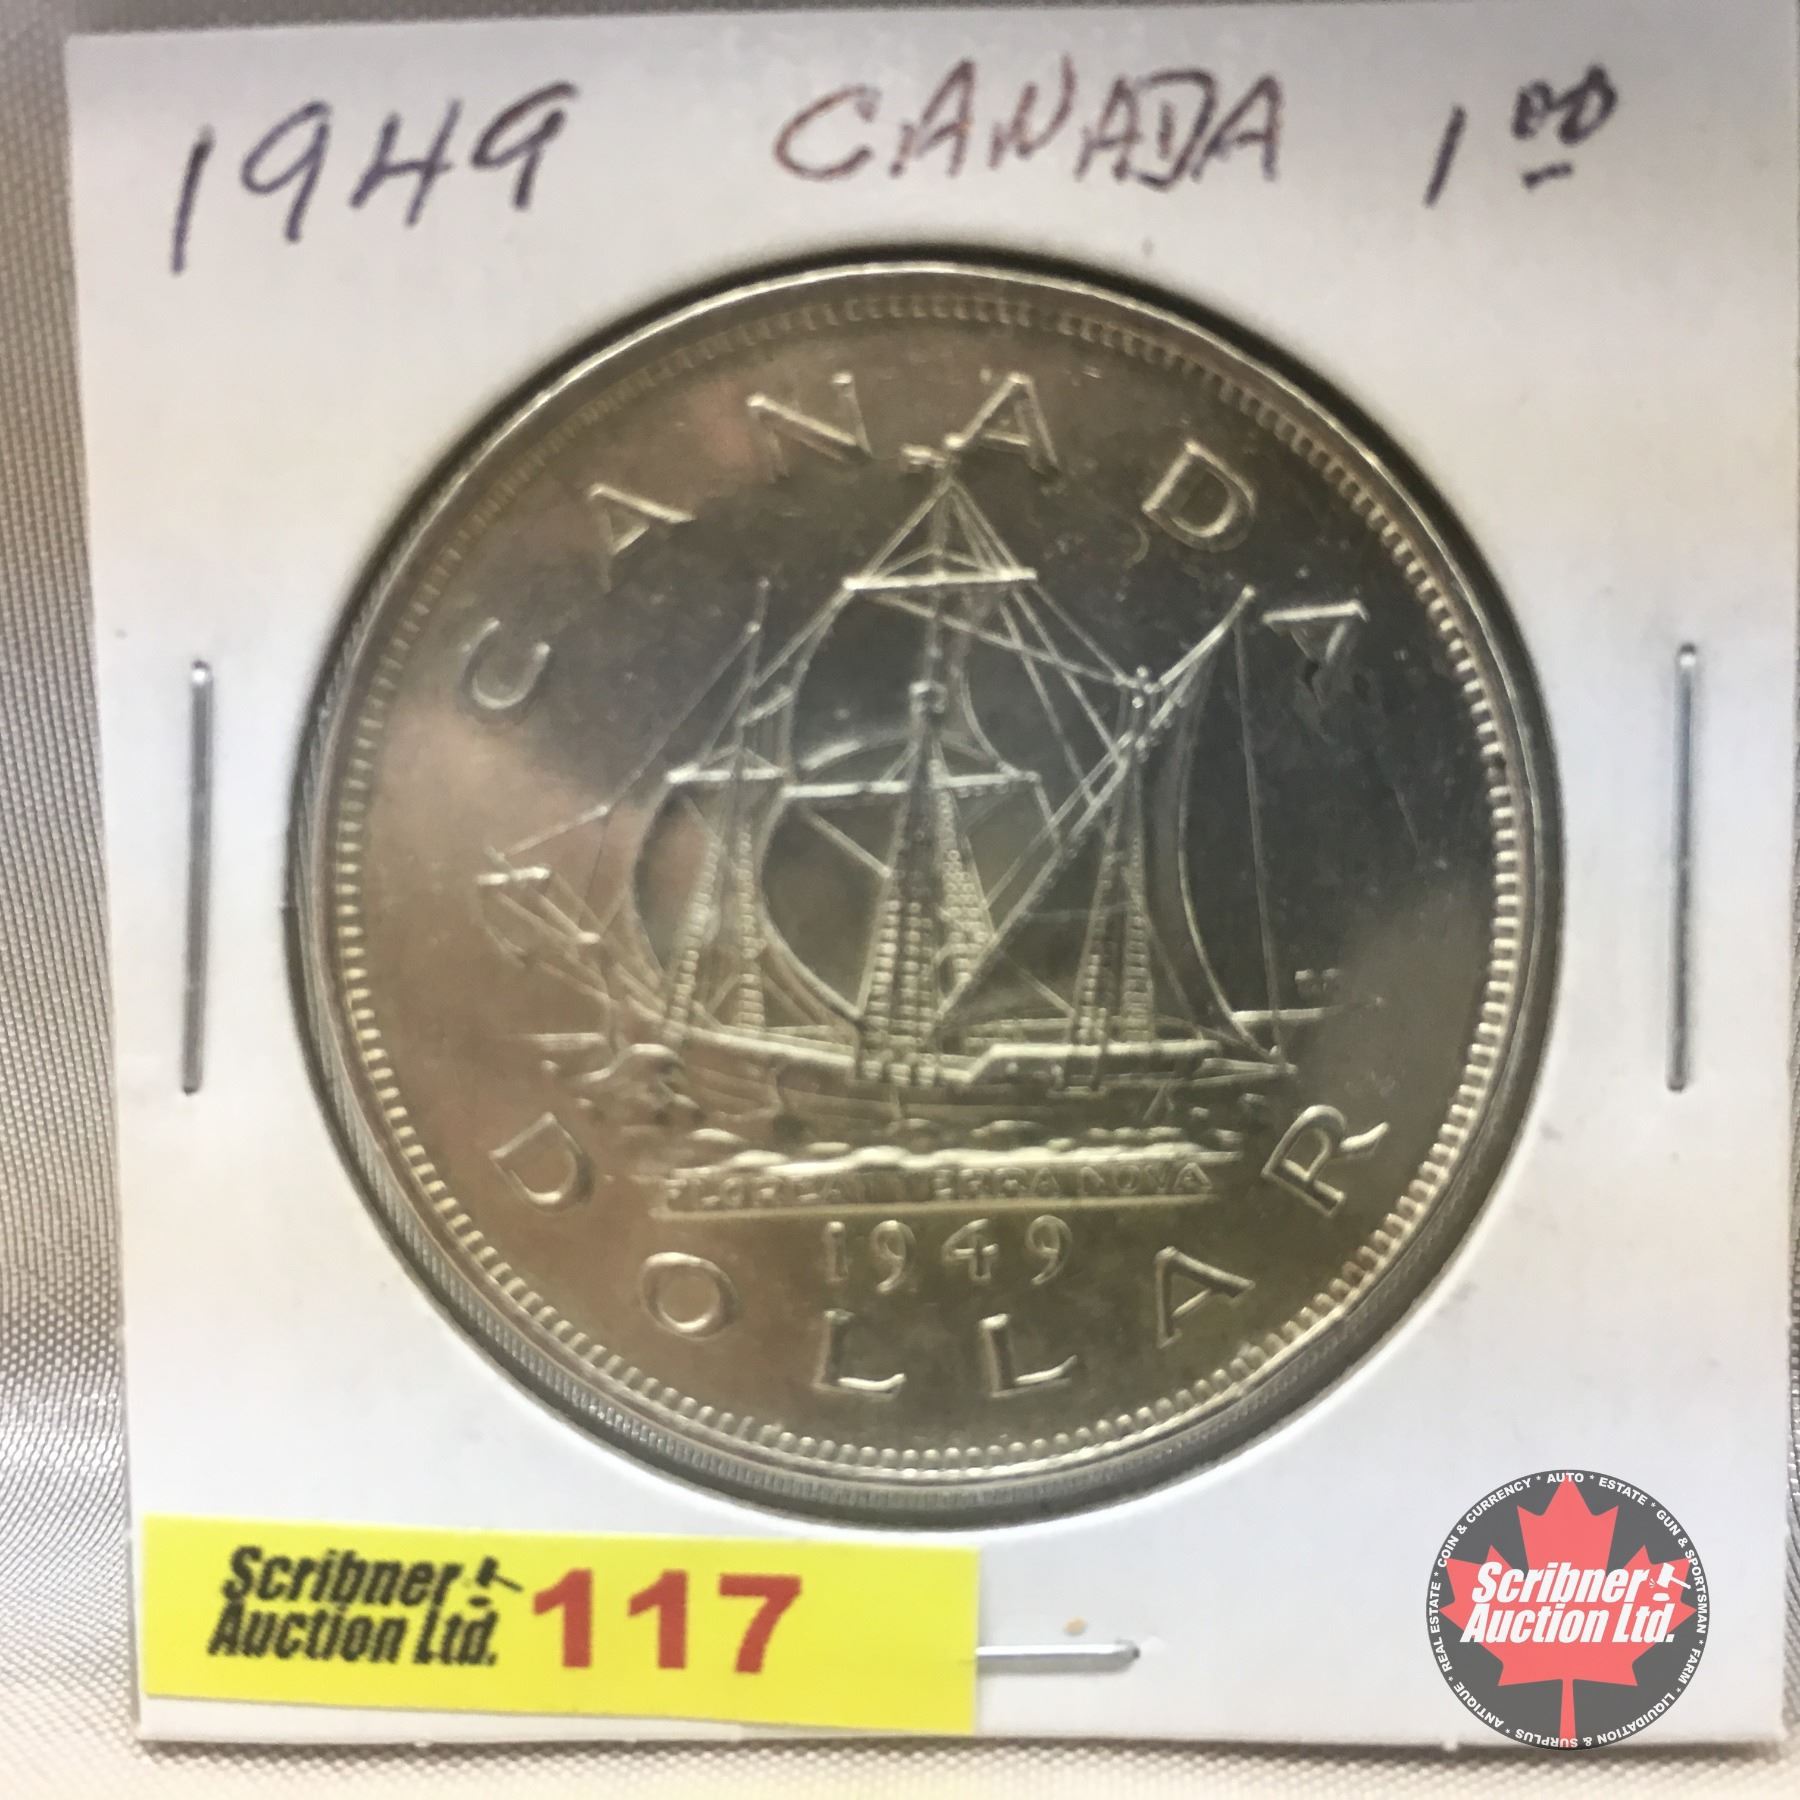 1949 CANADA 1 00
CANADA
FLOREAT TERRA NOVA
1949
DOLLAR
Scribner
Auction Ltd.
117
REAL ESTATE * COIN & CURRENCY * AUTO * ESTATE * GUN & SPORTSMAN * FARM * LIQUIDATION & SURPLUS * ANTIQUE *
Scribner
Auction Ltd.